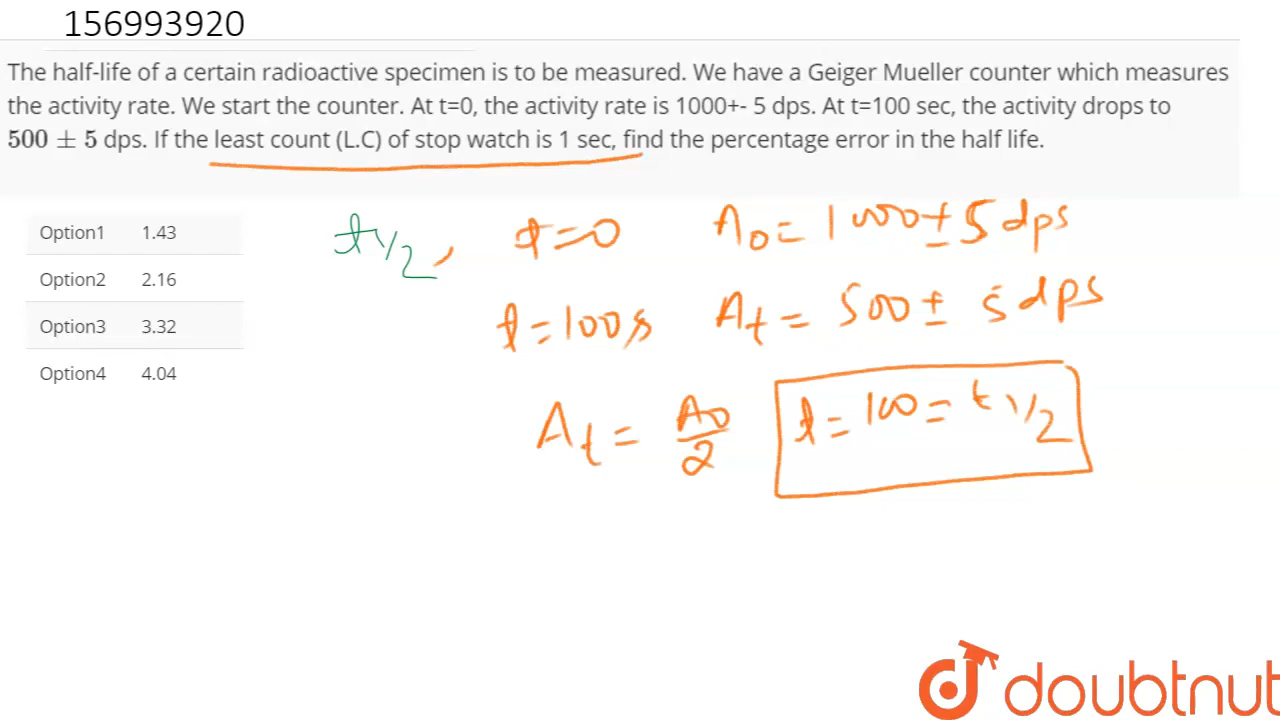 156993920
The half-life of a certain radioactive specimen is to be measured. We have a Geiger Mueller counter which measures
the activity rate. We start the counter. At t=0, the activity rate is 1000+- 5 dps. At t=100 sec, the activity drops to
500 ± 5 dps. If the least count (L.C) of stop watch is 1 sec, find the percentage error in the half life.
Option1 1.43
Option2 2.16
Option3 3.32
Option4 4.04
t1/2, t=0 A0= 1000±5 dps
t=100s At = 500± 5 dps
At = A0/2 t= 100= t1/2
doubtnut